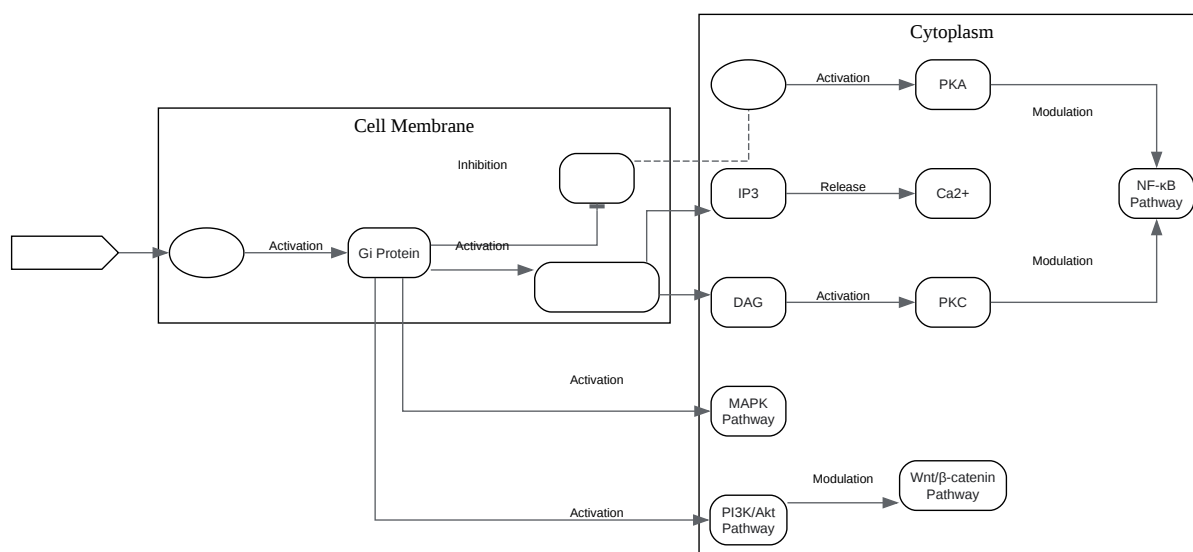 Cytoplasm
Activation
PKA
Cell Membrane
Modulation
Inhibition
IP3
Release
Ca2+
NF-κB
Pathway
Activation
Gi Protein
Activation
Modulation
DAG
Activation
PKC
Activation
MAPK
Pathway
Modulation
Wnt/β-catenin
Pathway
Activation
PI3K/Akt
Pathway